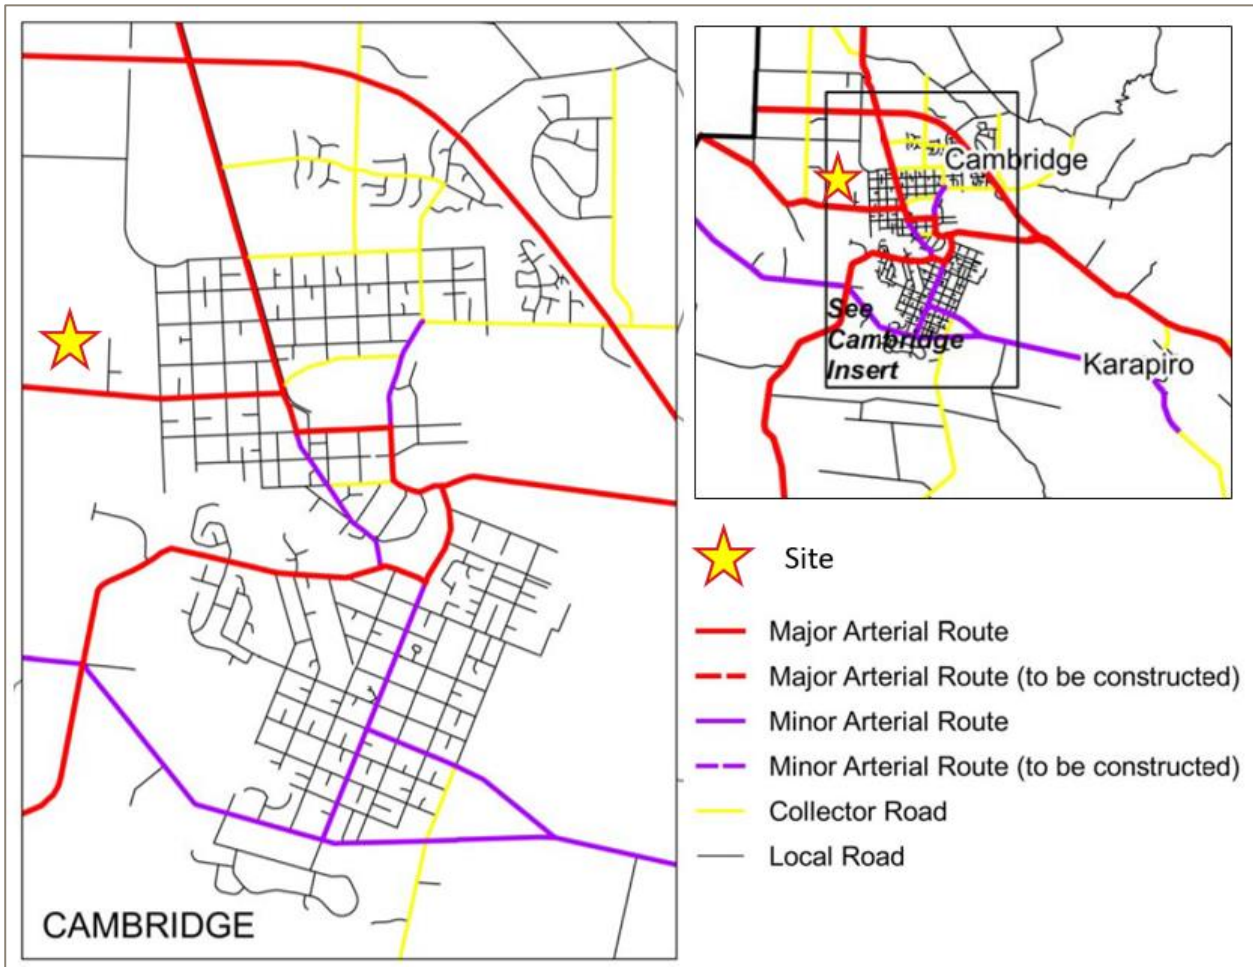 CAMBRIDGE
Cambridge
See
Cambridge
Insert
Karapiro
Site
Major Arterial Route
Major Arterial Route (to be constructed)
Minor Arterial Route
Minor Arterial Route (to be constructed)
Collector Road
Local Road